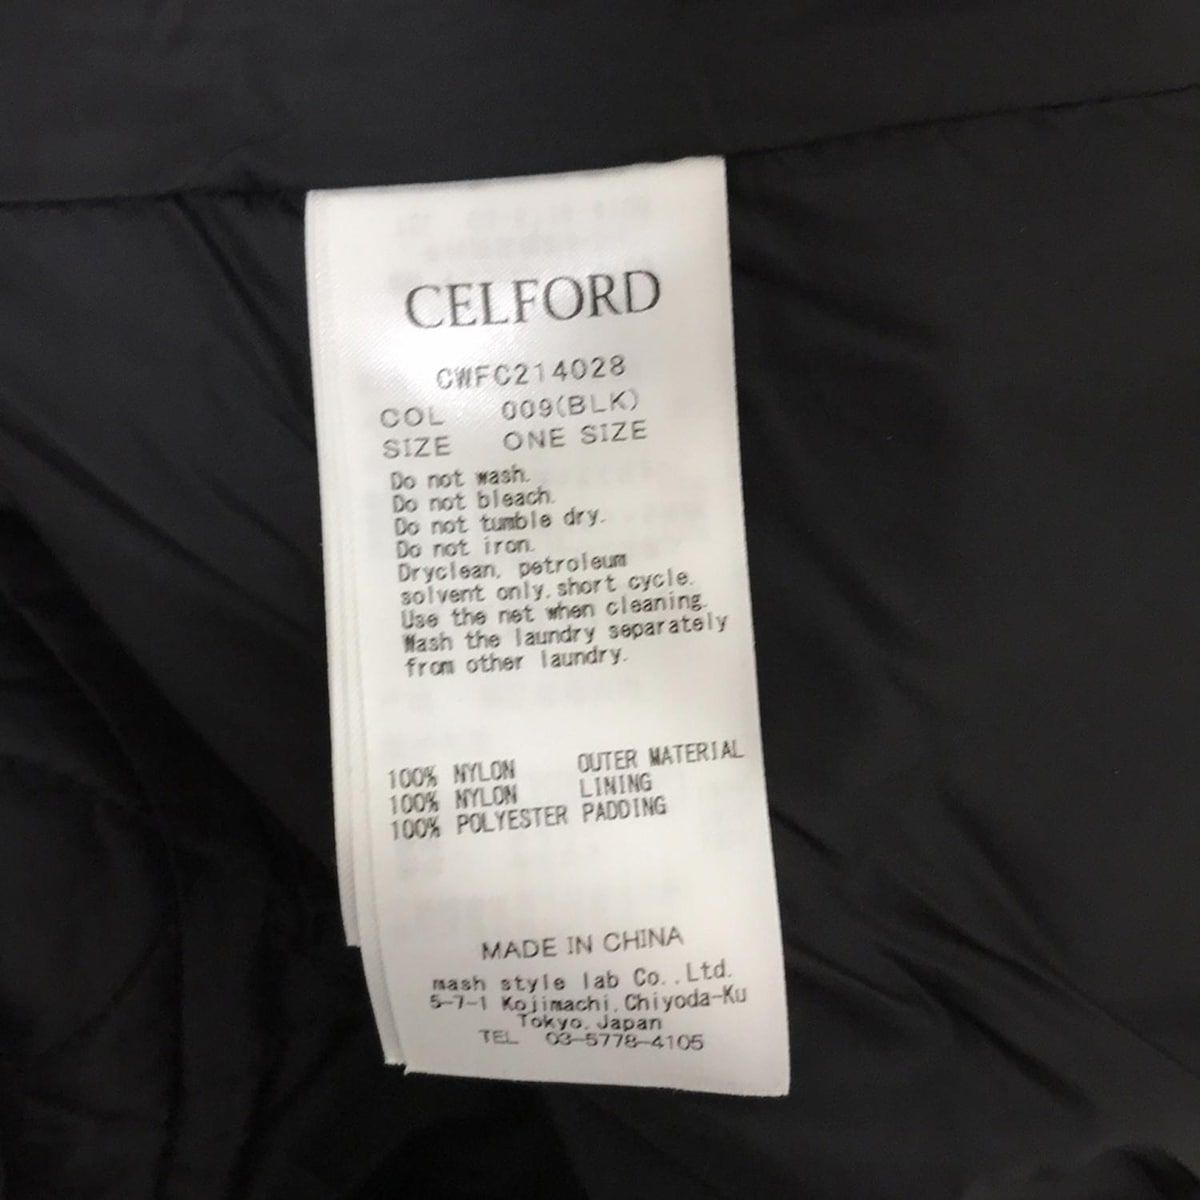 CELFORD
CWFC214028
COL 009(BLK)
SIZE ONE SIZE
Do not wash.
Do not bleach.
Do not tumble dry.
Do not iron.
Dryclean, petroleum
solvent only.short cycle.
Use the net when cleaning.
Wash the laundry separately
from other laundry.
100% NYLON OUTER MATERIAL
100% NYLON LINING
100% POLYESTER PADDING
MADE IN CHINA
mash style lab Co.,Ltd.
5-7-1 Kojimachi,Chiyoda-Ku
Tokyo,Japan
TEL 03-5778-4105